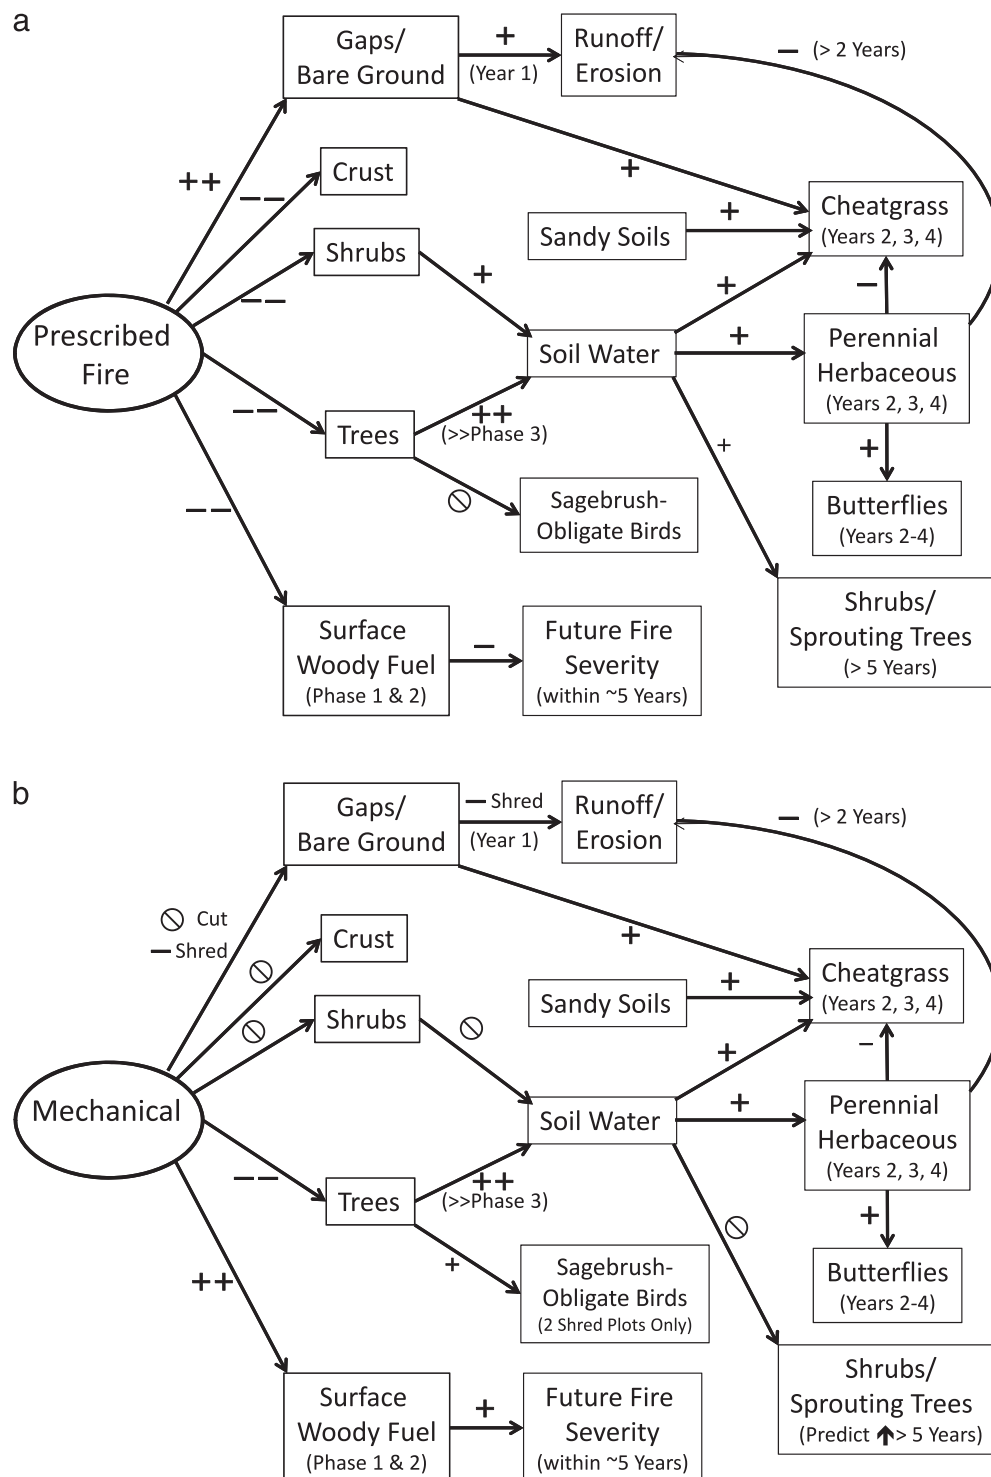 a
Gaps/
Bare Ground
+
(Year 1)
Runoff/
Erosion
− (> 2 Years)
++
−−
Crust
+
Cheatgrass
(Years 2, 3, 4)
Sandy Soils
+
Shrubs
−−
+
+
−
Prescribed
Fire
Soil Water
+
Perennial
Herbaceous
(Years 2, 3, 4)
−−
Trees
++
(>>Phase 3)
+
+
Sagebrush-
Obligate Birds
Butterflies
(Years 2-4)
−−
Surface
Woody Fuel
(Phase 1 & 2)
−
Future Fire
Severity
(within ~5 Years)
Shrubs/
Sprouting Trees
(> 5 Years)
b
Gaps/
Bare Ground
− Shred
(Year 1)
Runoff/
Erosion
− (> 2 Years)
Cut
− Shred
Crust
+
Cheatgrass
(Years 2, 3, 4)
Sandy Soils
+
Shrubs
+
−
Mechanical
Soil Water
+
Perennial
Herbaceous
(Years 2, 3, 4)
−−
Trees
++
(>>Phase 3)
+
+
Sagebrush-
Obligate Birds
(2 Shred Plots Only)
Butterflies
(Years 2-4)
++
Surface
Woody Fuel
(Phase 1 & 2)
+
Future Fire
Severity
(within ~5 Years)
Shrubs/
Sprouting Trees
(Predict ↑> 5 Years)